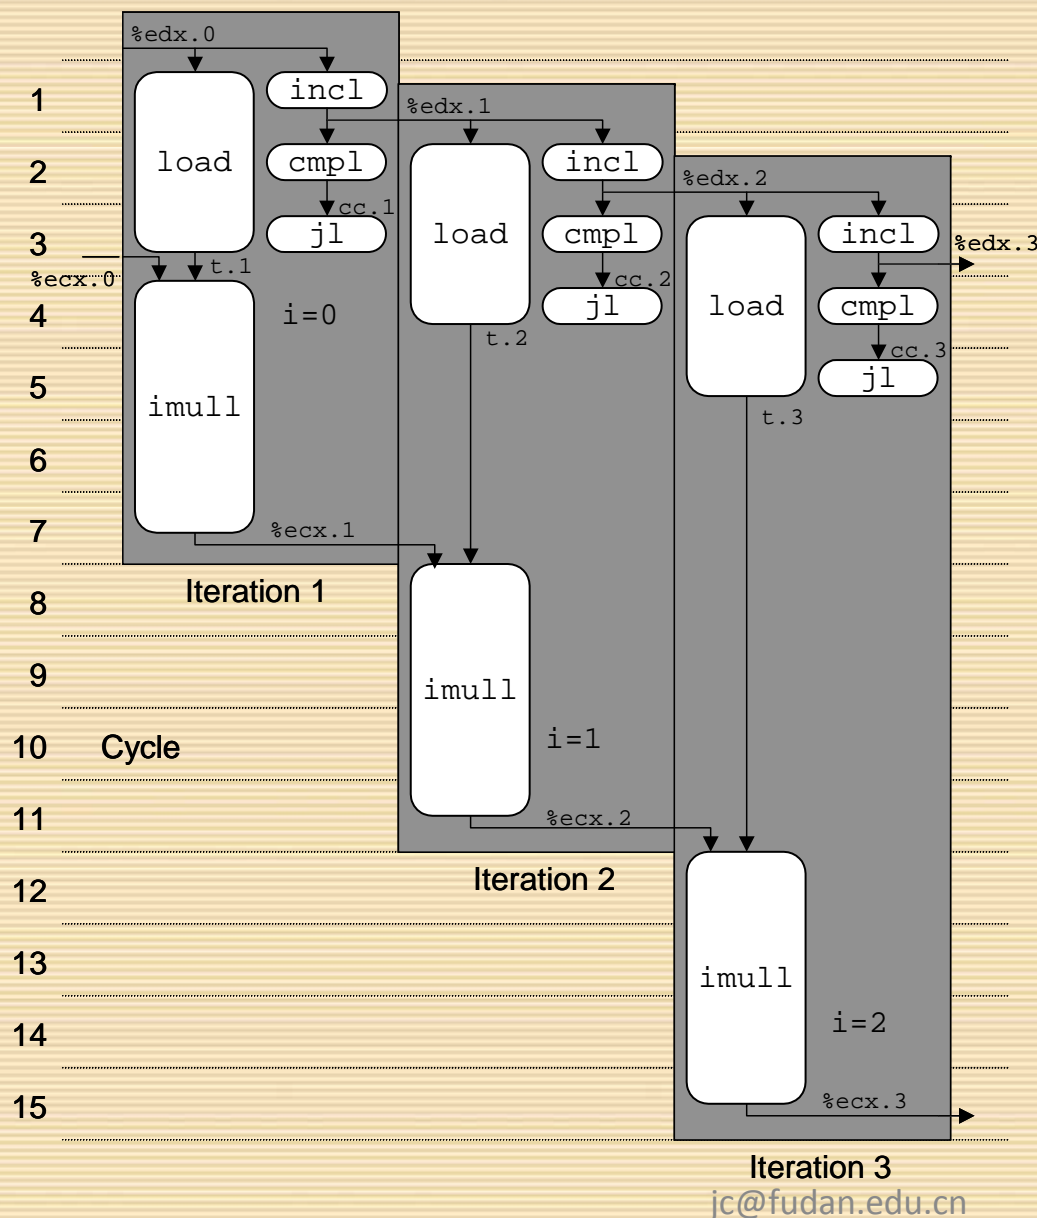 %edx.0
1
incl
%edx.1
load
cmpl
2
incl
%edx.2
cc.1
load
jl
cmpl
3
load
incl
%edx.3
%ecx.0
t.1
cc.2
i=0
jl
cmpl
4
t.2
cc.3
jl
5
imull
t.3
6
7
%ecx.1
Iteration 1
8
9
imull
i=1
10 Cycle
11
%ecx.2
Iteration 2
12
13
imull
i=2
14
15
%ecx.3
Iteration 3
jc@fudan.edu.cn